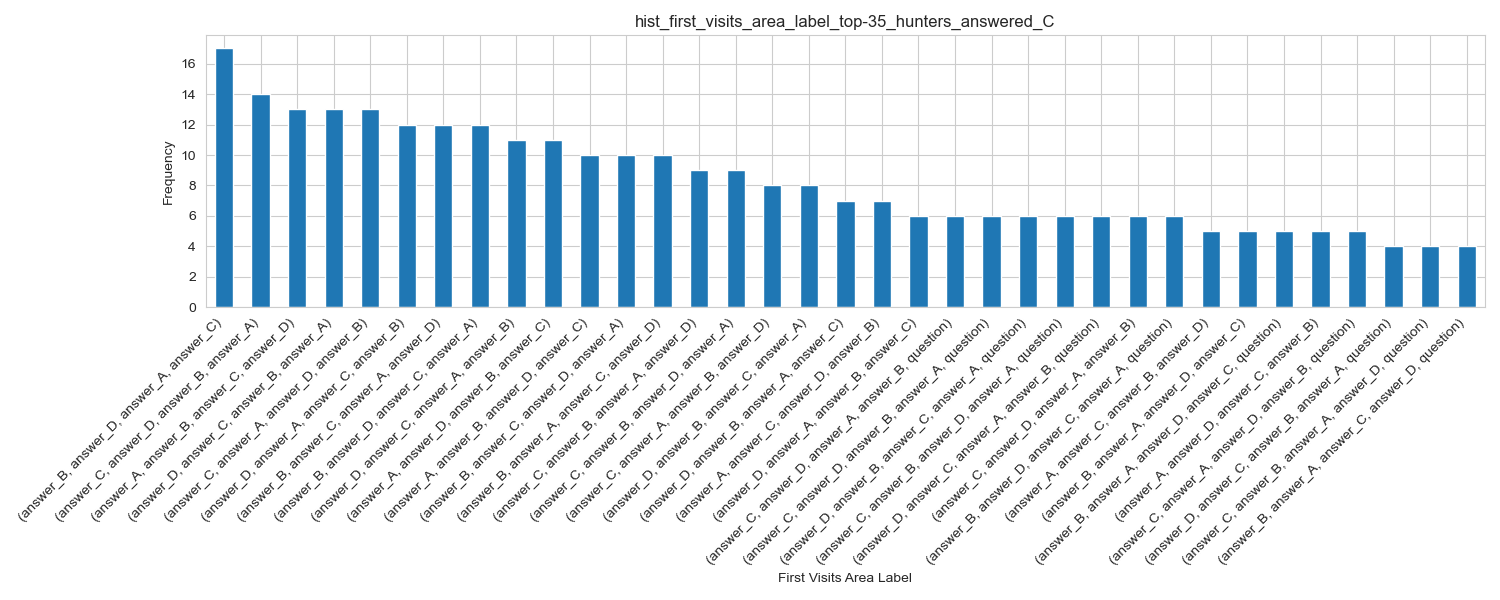 hist_first_visits_area_label_top-35_hunters_answered_C
Frequency
16
14
12
10
8
6
4
2
0
(answer_B, answer_D, answer_A, answer_C)
(answer_C, answer_D, answer_B, answer_A)
(answer_A, answer_B, answer_C, answer_D)
(answer_D, answer_C, answer_B, answer_A)
(answer_C, answer_A, answer_D, answer_B)
(answer_D, answer_A, answer_C, answer_B)
(answer_B, answer_C, answer_A, answer_D)
(answer_B, answer_D, answer_C, answer_A)
(answer_D, answer_C, answer_A, answer_B)
(answer_A, answer_D, answer_B, answer_C)
(answer_A, answer_B, answer_D, answer_C)
(answer_B, answer_C, answer_D, answer_A)
(answer_B, answer_A, answer_C, answer_D)
(answer_C, answer_B, answer_A, answer_D)
(answer_C, answer_B, answer_D, answer_A)
(answer_C, answer_A, answer_B, answer_D)
(answer_D, answer_B, answer_C, answer_A)
(answer_D, answer_B, answer_A, answer_C)
(answer_A, answer_C, answer_D, answer_B)
(answer_D, answer_A, answer_B, answer_C)
(answer_C, answer_D, answer_A, answer_B, question)
(answer_C, answer_D, answer_B, answer_A, question)
(answer_D, answer_B, answer_C, answer_A, question)
(answer_C, answer_B, answer_D, answer_A, question)
(answer_D, answer_C, answer_A, answer_B, question)
(answer_C, answer_D, answer_A, answer_B)
(answer_B, answer_D, answer_C, answer_A, question)
(answer_A, answer_C, answer_B, answer_D)
(answer_B, answer_A, answer_D, answer_C)
(answer_B, answer_A, answer_D, answer_C, question)
(answer_A, answer_D, answer_C, answer_B)
(answer_C, answer_A, answer_D, answer_B, question)
(answer_D, answer_C, answer_B, answer_A, question)
(answer_C, answer_B, answer_A, answer_D, question)
(answer_B, answer_A, answer_C, answer_D, question)
First Visits Area Label